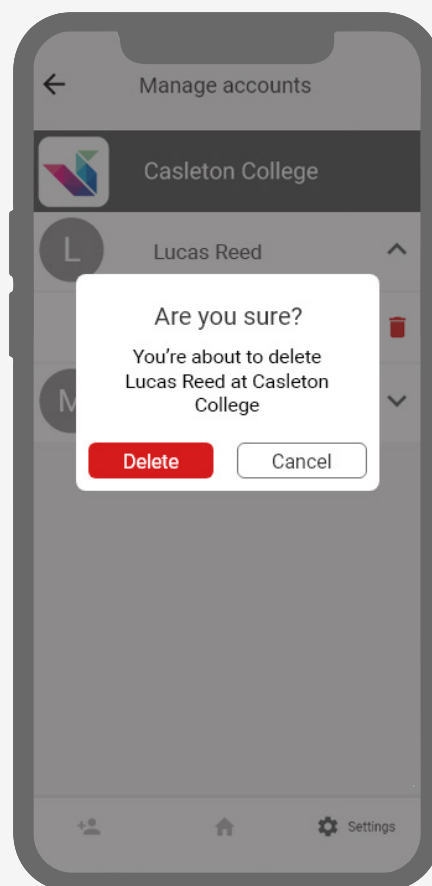 Manage accounts
Casleton College
L
Lucas Reed
Are you sure?
You’re about to delete
Lucas Reed at Casleton
College
M
Delete
Cancel
Settings